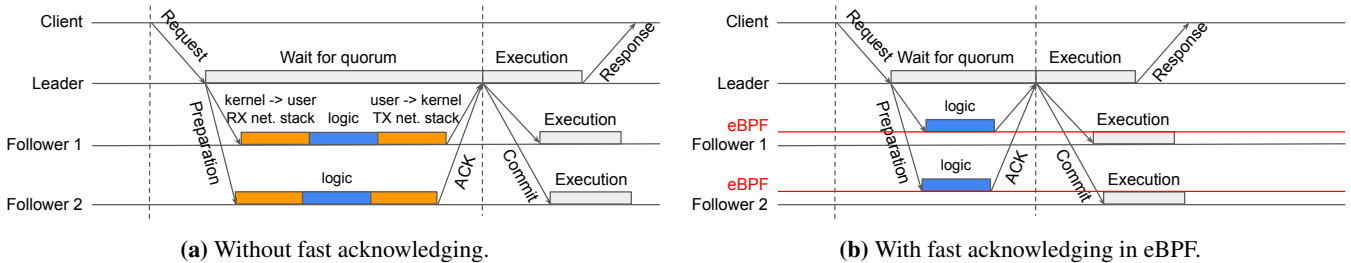 Client
Request
Wait for quorum
Execution
Response
Leader
kernel -> user
RX net. stack
logic
user -> kernel
TX net. stack
Execution
Follower 1
Preparation
logic
ACK
Commit
Execution
Follower 2
(a) Without fast acknowledging.
Client
Request
Wait for quorum
Execution
Response
Leader
logic
Execution
eBPF
Follower 1
Preparation
logic
ACK
Commit
Execution
eBPF
Follower 2
(b) With fast acknowledging in eBPF.